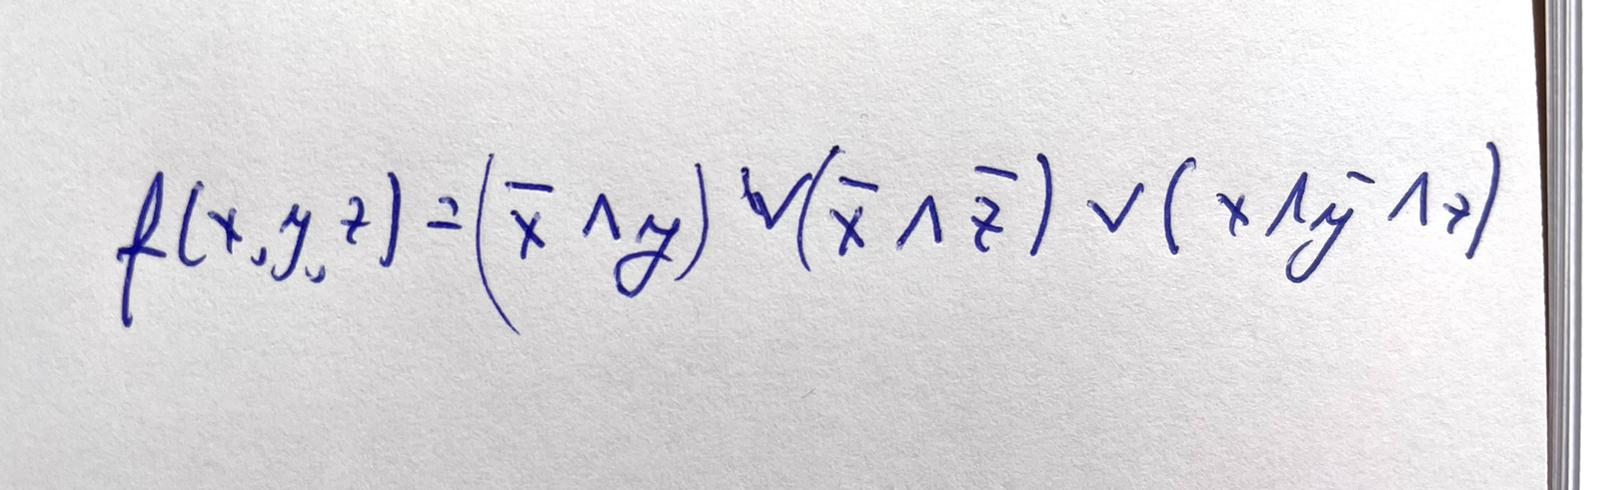 f(x,y,z)=(x̄ ∧ y) ∨ (x̄ ∧ z̄) ∨ (x ∧ ȳ ∧ z)